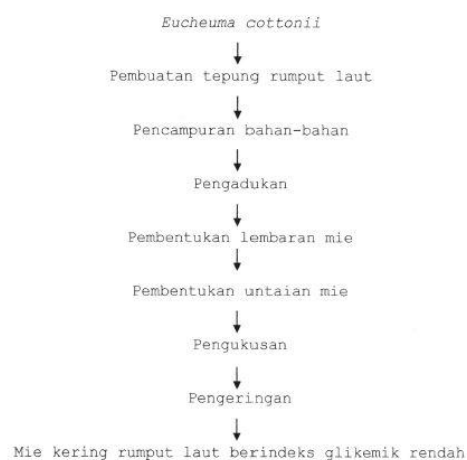 Eucheuma cottonii
Pembuatan tepung rumput laut
Pencampuran bahan-bahan
Pengadukan
Pembentukan lembaran mie
Pembentukan untaian mie
Pengukusan
Pengeringan
Mie kering rumput laut berindeks glikemik rendah